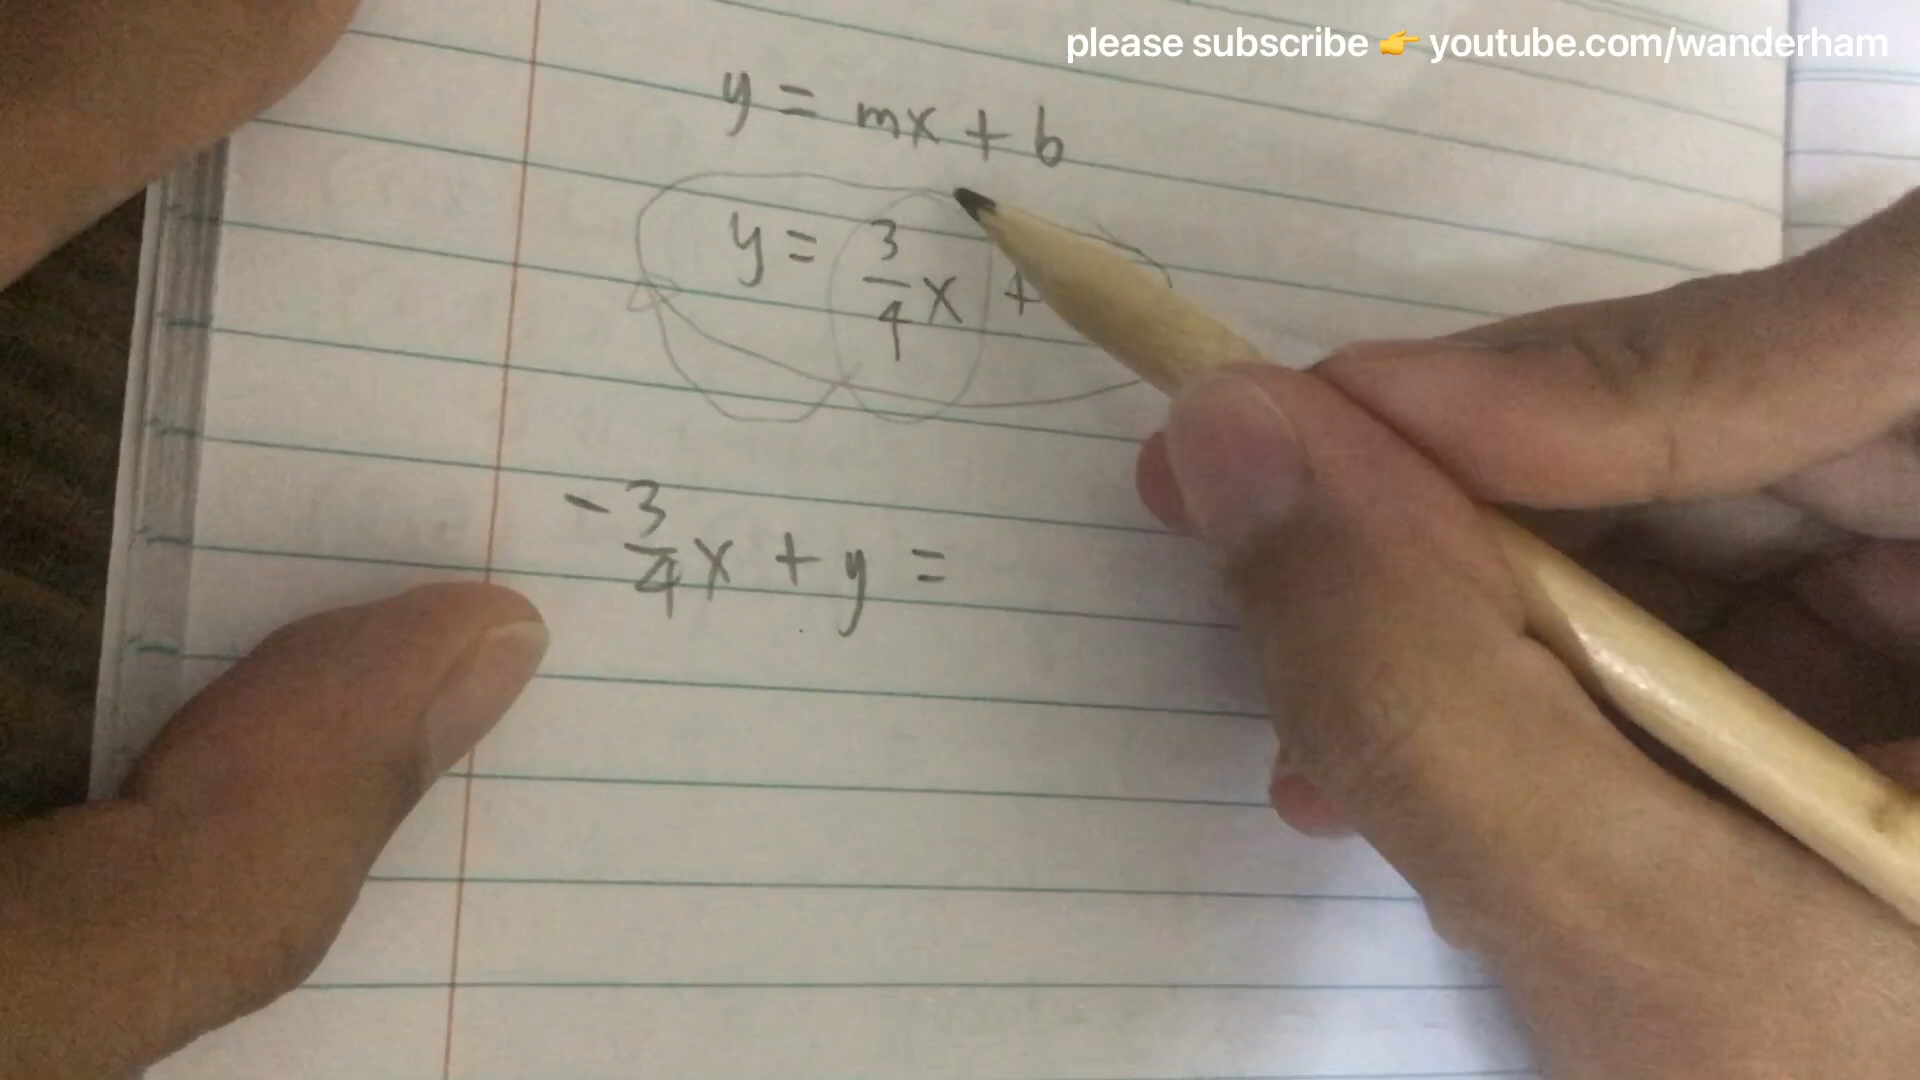 please subscribe 👉 youtube.com/wanderham
y = mx + b
y = 3/4 x +
- 3/4 x + y =